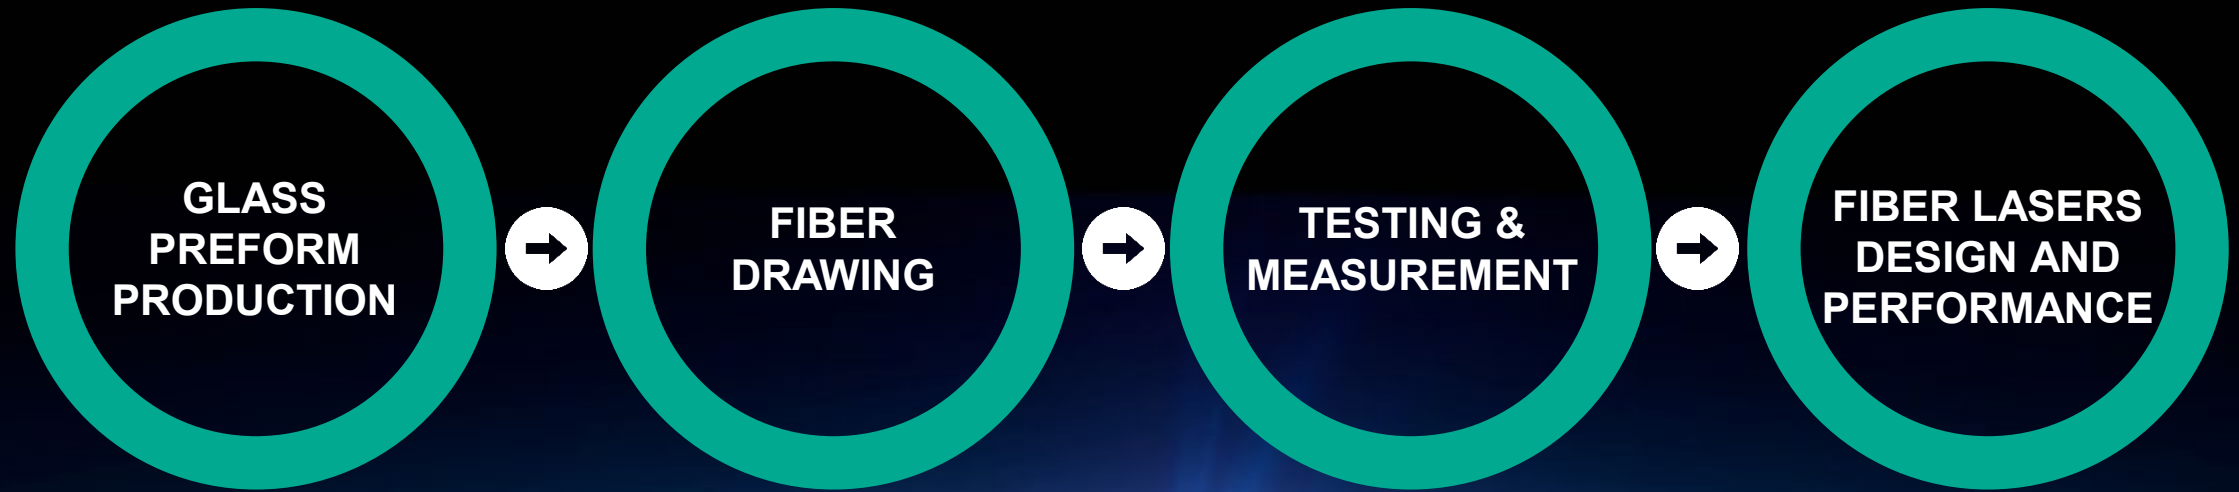 GLASS
PREFORM
PRODUCTION
FIBER
DRAWING
TESTING &
MEASUREMENT
FIBER LASERS
DESIGN AND
PERFORMANCE